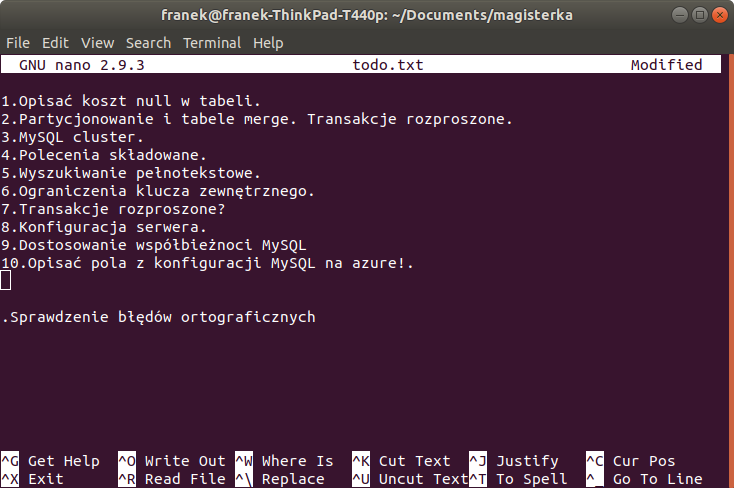 franek@franek-ThinkPad-T440p: ~/Documents/magisterka
File Edit View Search Terminal Help
GNU nano 2.9.3 todo.txt Modified
1.Opisać koszt null w tabeli.
2.Partycjonowanie i tabele merge. Transakcje rozproszone.
3.MySQL cluster.
4.Polecenia składowane.
5.Wyszukiwanie pełnotekstowe.
6.Ograniczenia klucza zewnętrznego.
7.Transakcje rozproszone?
8.Konfiguracja serwera.
9.Dostosowanie współbieżnoci MySQL
10.Opisać pola z konfiguracji MySQL na azure!.
.Sprawdzenie błędów ortograficznych
^G Get Help ^O Write Out ^W Where Is ^K Cut Text ^J Justify ^C Cur Pos
^X Exit ^R Read File ^\ Replace ^U Uncut Text ^T To Spell ^_ Go To Line